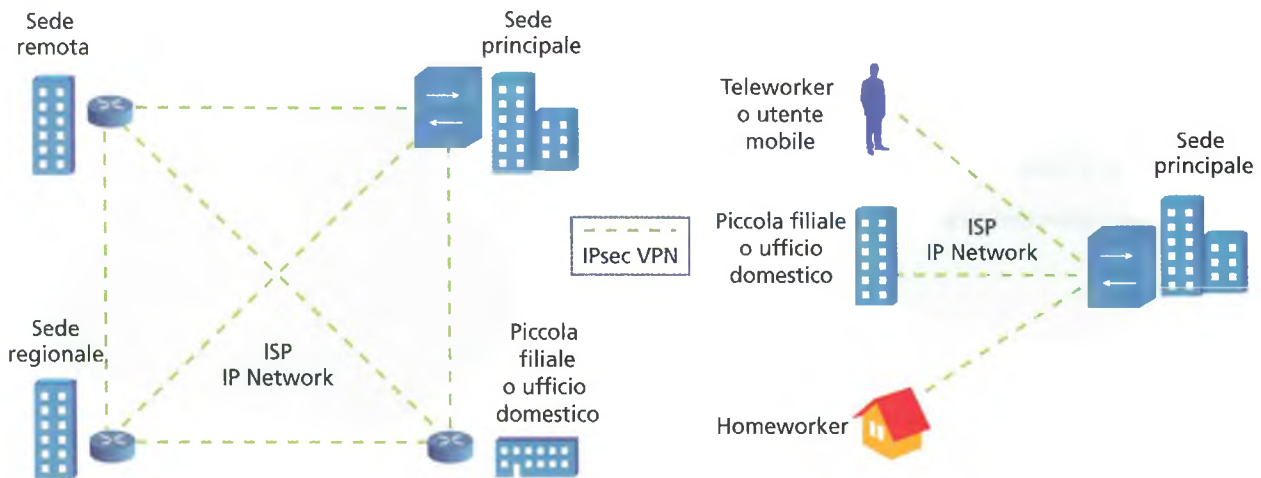 Sede
remota
Sede
principale
Sede
regionale
ISP
IP Network
Piccola
filiale
o ufficio
domestico
IPsec VPN
Teleworker
o utente
mobile
Sede
principale
Piccola filiale
o ufficio
domestico
ISP
IP Network
Homeworker